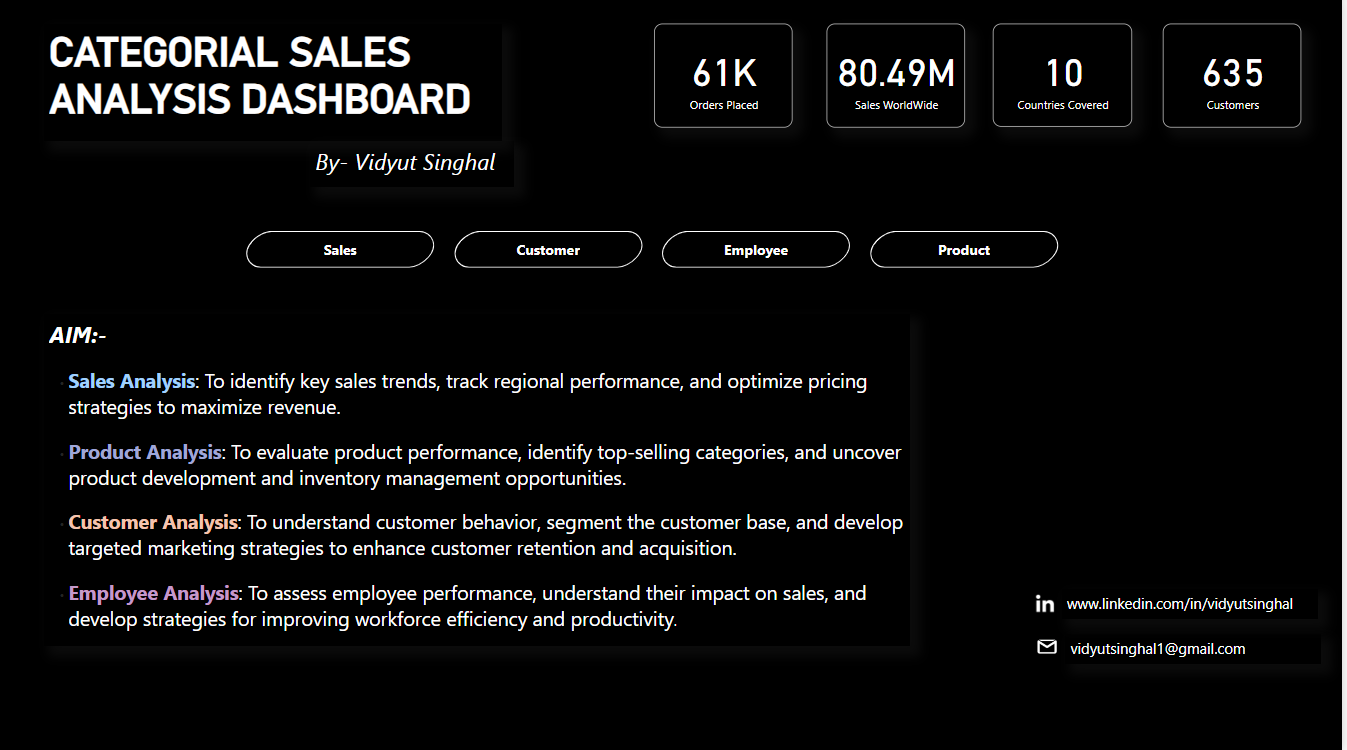 CATEGORIAL SALES
ANALYSIS DASHBOARD
By- Vidyut Singhal
61K
Orders Placed
80.49M
Sales WorldWide
10
Countries Covered
635
Customers
Sales
Customer
Employee
Product
AIM:-
Sales Analysis: To identify key sales trends, track regional performance, and optimize pricing
strategies to maximize revenue.
Product Analysis: To evaluate product performance, identify top-selling categories, and uncover
product development and inventory management opportunities.
Customer Analysis: To understand customer behavior, segment the customer base, and develop
targeted marketing strategies to enhance customer retention and acquisition.
Employee Analysis: To assess employee performance, understand their impact on sales, and
develop strategies for improving workforce efficiency and productivity.
in www.linkedin.com/in/vidyutsinghal
vidyutsinghal1@gmail.com